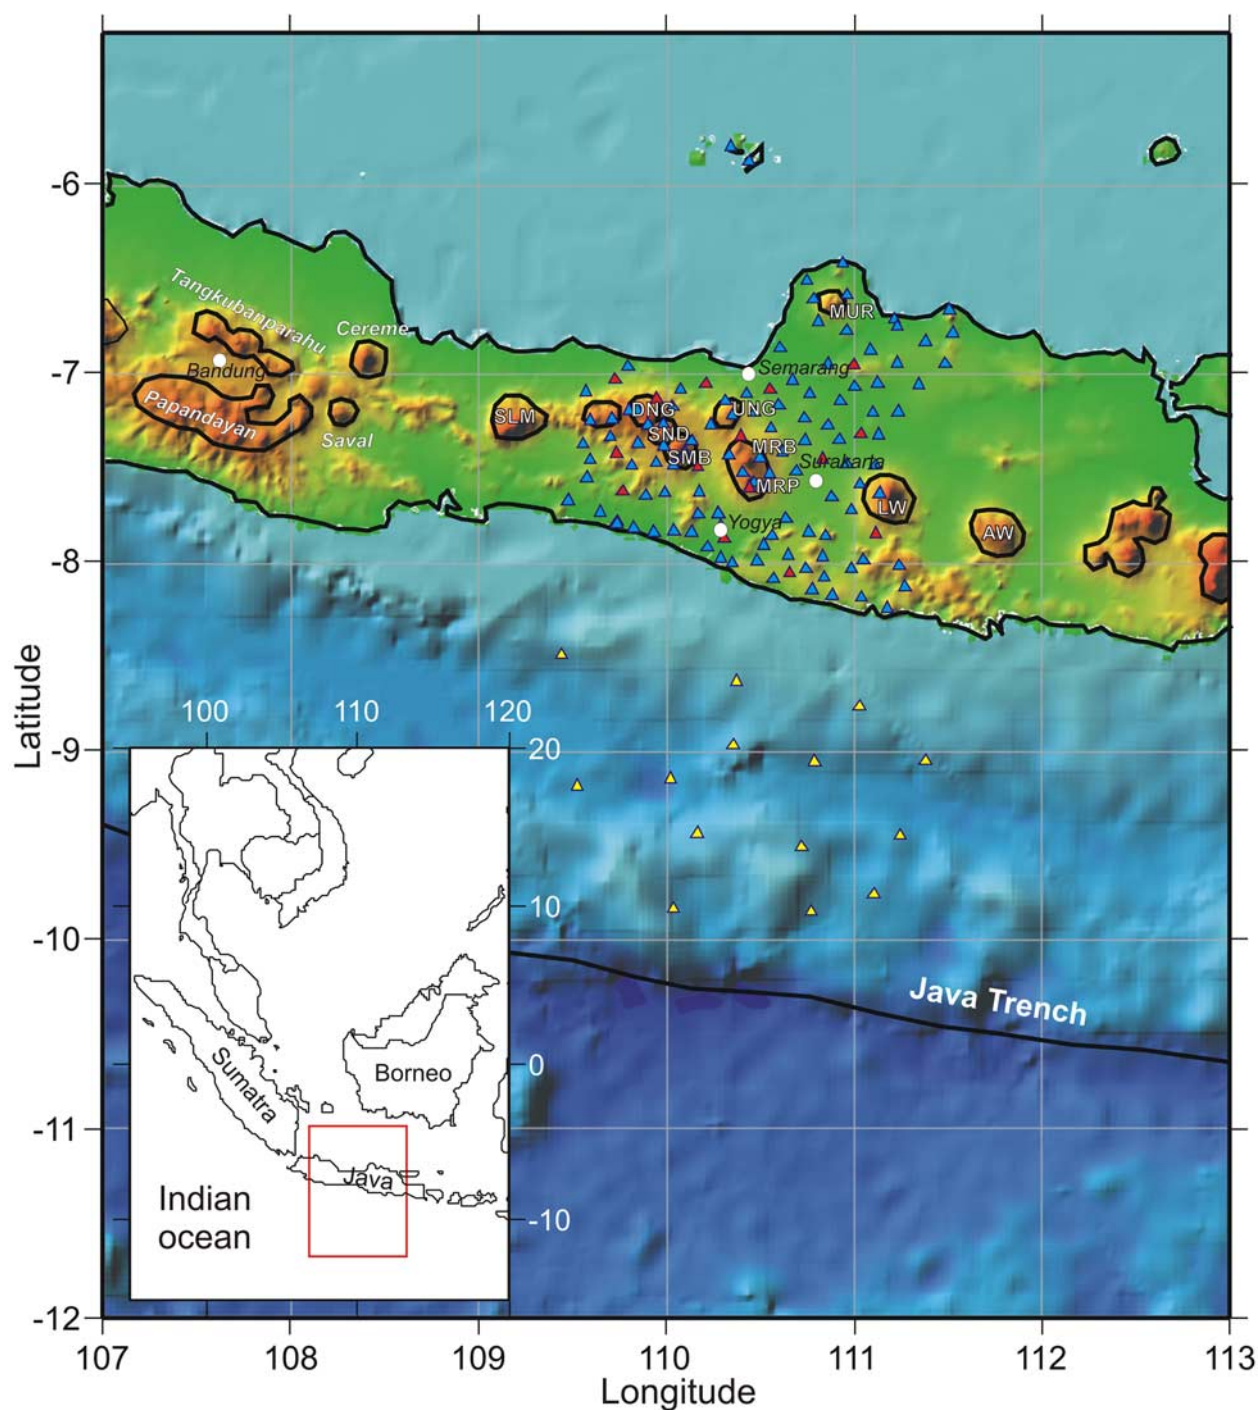 Latitude
-6
-7
-8
-9
-10
-11
-12
Tangkubanparahu
Cereme
Bandung
Papandayan
Saval
SLM
DNG
SND
SMB
UNG
MUR
Semarang
MRB
Surakarta
MRP
LW
Yogya
AW
Java Trench
100 110 120
20
10
0
-10
Sumatra
Borneo
Java
Indian
ocean
107 108 109 110 111 112 113
Longitude